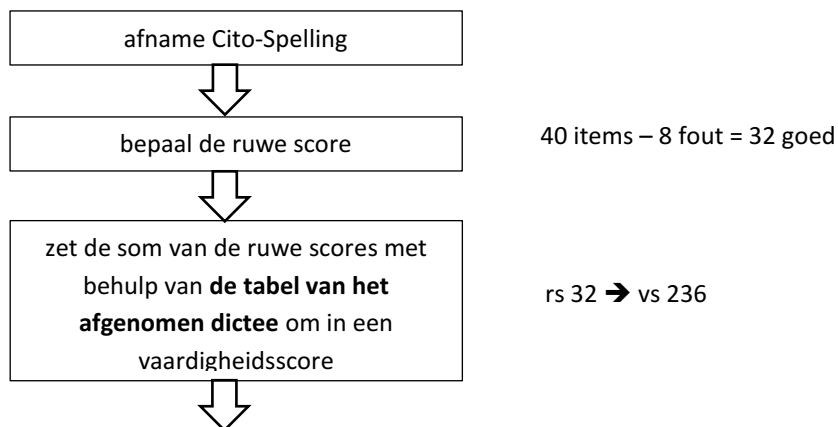 afname Cito-Spelling
bepaal de ruwe score
40 items – 8 fout = 32 goed
zet de som van de ruwe scores met
behulp van de tabel van het
afgenomen dictee om in een
vaardigheidsscore
rs 32 ➔ vs 236